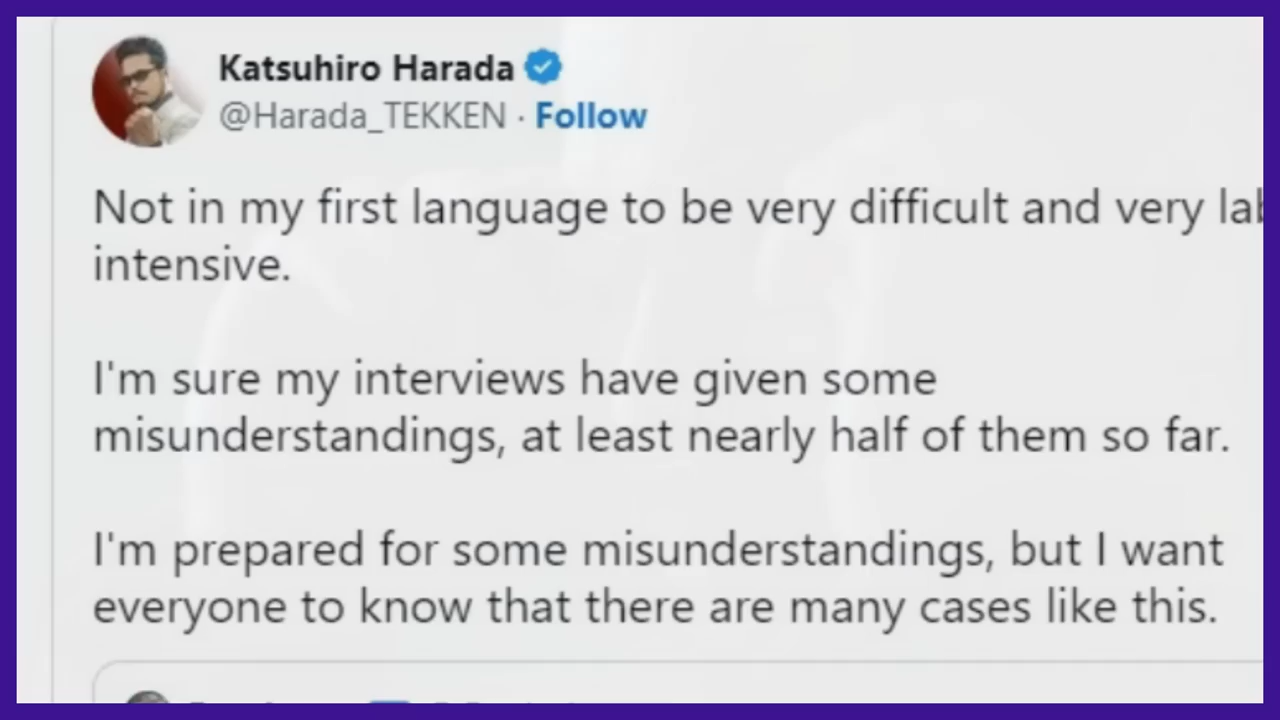 Katsuhiro Harada
@Harada_TEKKEN · Follow
Not in my first language to be very difficult and very
intensive.
I'm sure my interviews have given some
misunderstandings, at least nearly half of them so far.
I'm prepared for some misunderstandings, but I want
everyone to know that there are many cases like this.